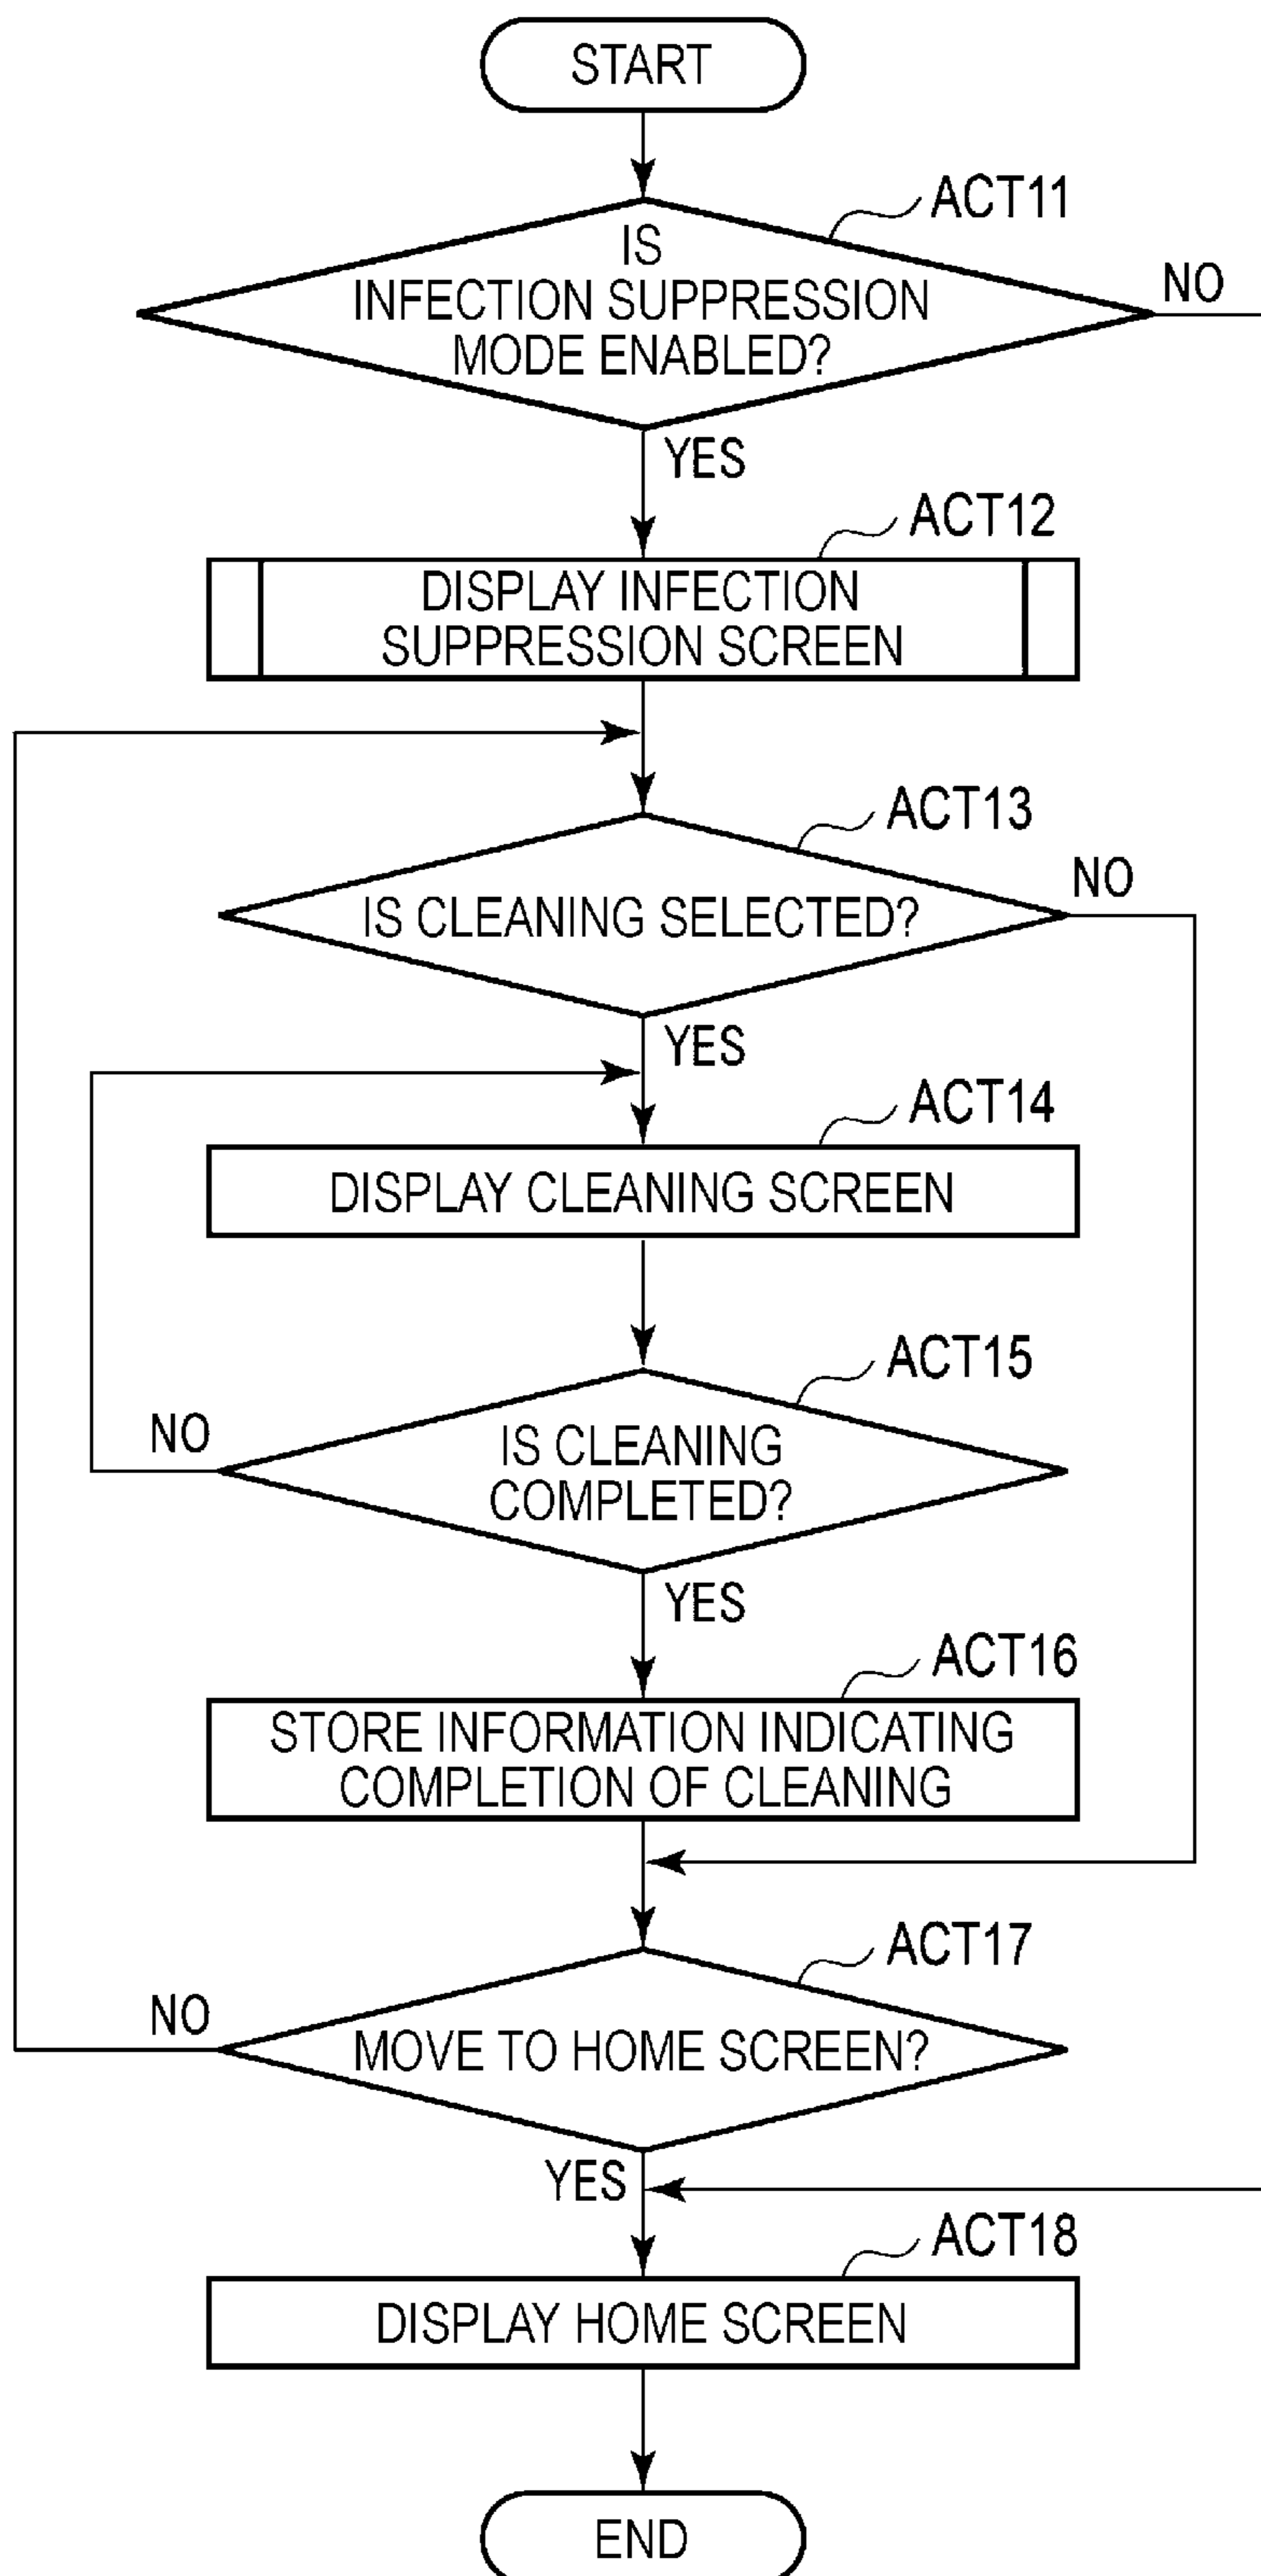 START
ACT11
IS
INFECTION SUPPRESSION
MODE ENABLED?
NO
YES
ACT12
DISPLAY INFECTION
SUPPRESSION SCREEN
ACT13
IS CLEANING SELECTED?
NO
YES
ACT14
DISPLAY CLEANING SCREEN
ACT15
IS CLEANING
COMPLETED?
NO
YES
ACT16
STORE INFORMATION INDICATING
COMPLETION OF CLEANING
ACT17
MOVE TO HOME SCREEN?
NO
YES
ACT18
DISPLAY HOME SCREEN
END